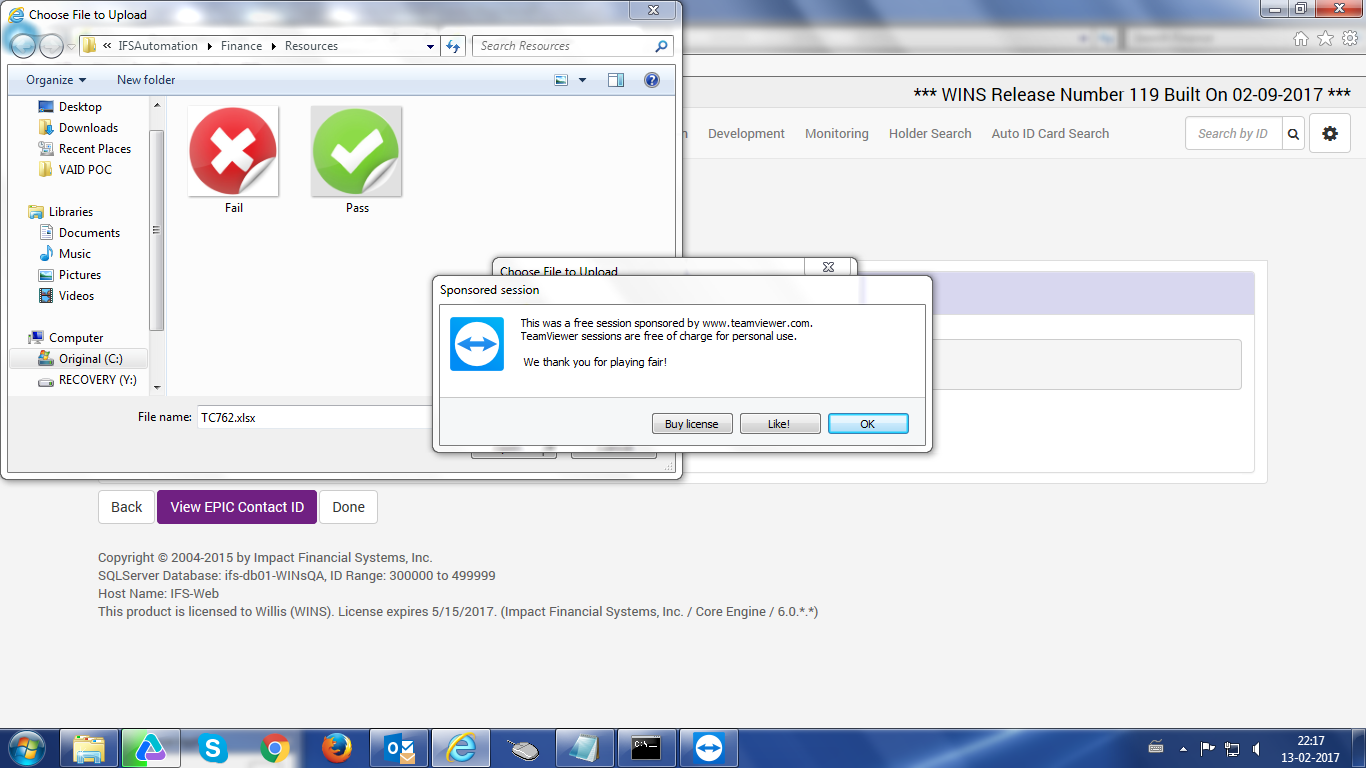 Choose File to Upload
« IFSAutomation Finance Resources
Search Resources
Organize
New folder
*** WINS Release Number 119 Built On 02-09-2017 ***
Development Monitoring Holder Search Auto ID Card Search
Search by ID
Desktop
Downloads
Recent Places
VAID POC
Libraries
Documents
Music
Pictures
Videos
Computer
Original (C:)
RECOVERY (Y:)
Fail
Pass
Choose File to Upload
Sponsored session
This was a free session sponsored by www.teamviewer.com.
TeamViewer sessions are free of charge for personal use.
We thank you for playing fair!
Buy license
Like!
OK
File name:
TC762.xlsx
Back
View EPIC Contact ID
Done
Copyright © 2004-2015 by Impact Financial Systems, Inc.
SQLServer Database: ifs-db01-WINsQA, ID Range: 300000 to 499999
Host Name: IFS-Web
This product is licensed to Willis (WINS). License expires 5/15/2017. (Impact Financial Systems, Inc. / Core Engine / 6.0.*.*)
22:17
13-02-2017